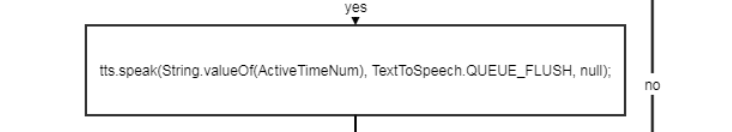 yes
tts.speak(String.valueOf(ActiveTimeNum), TextToSpeech.QUEUE_FLUSH, null);
no